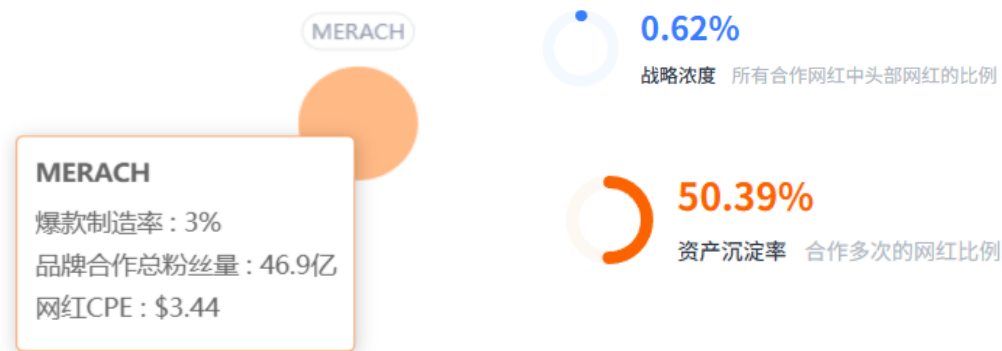 MERACH
MERACH
爆款制造率 : 3%
品牌合作总粉丝量 : 46.9亿
网红CPE : $3.44
0.62%
战略浓度 所有合作网红中头部网红的比例
50.39%
资产沉淀率 合作多次的网红比例